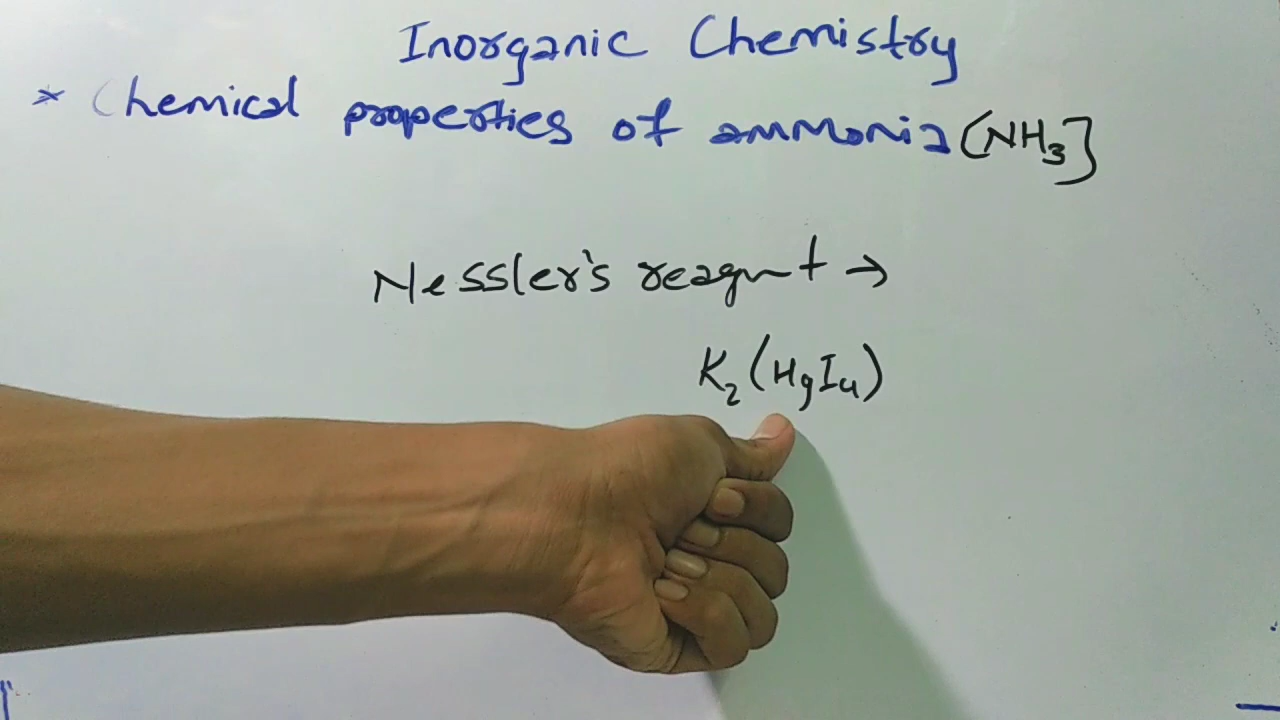 Inorganic Chemistry
* Chemical properties of ammonia (NH3]
Nessler's reagent →
K2(HgI4)